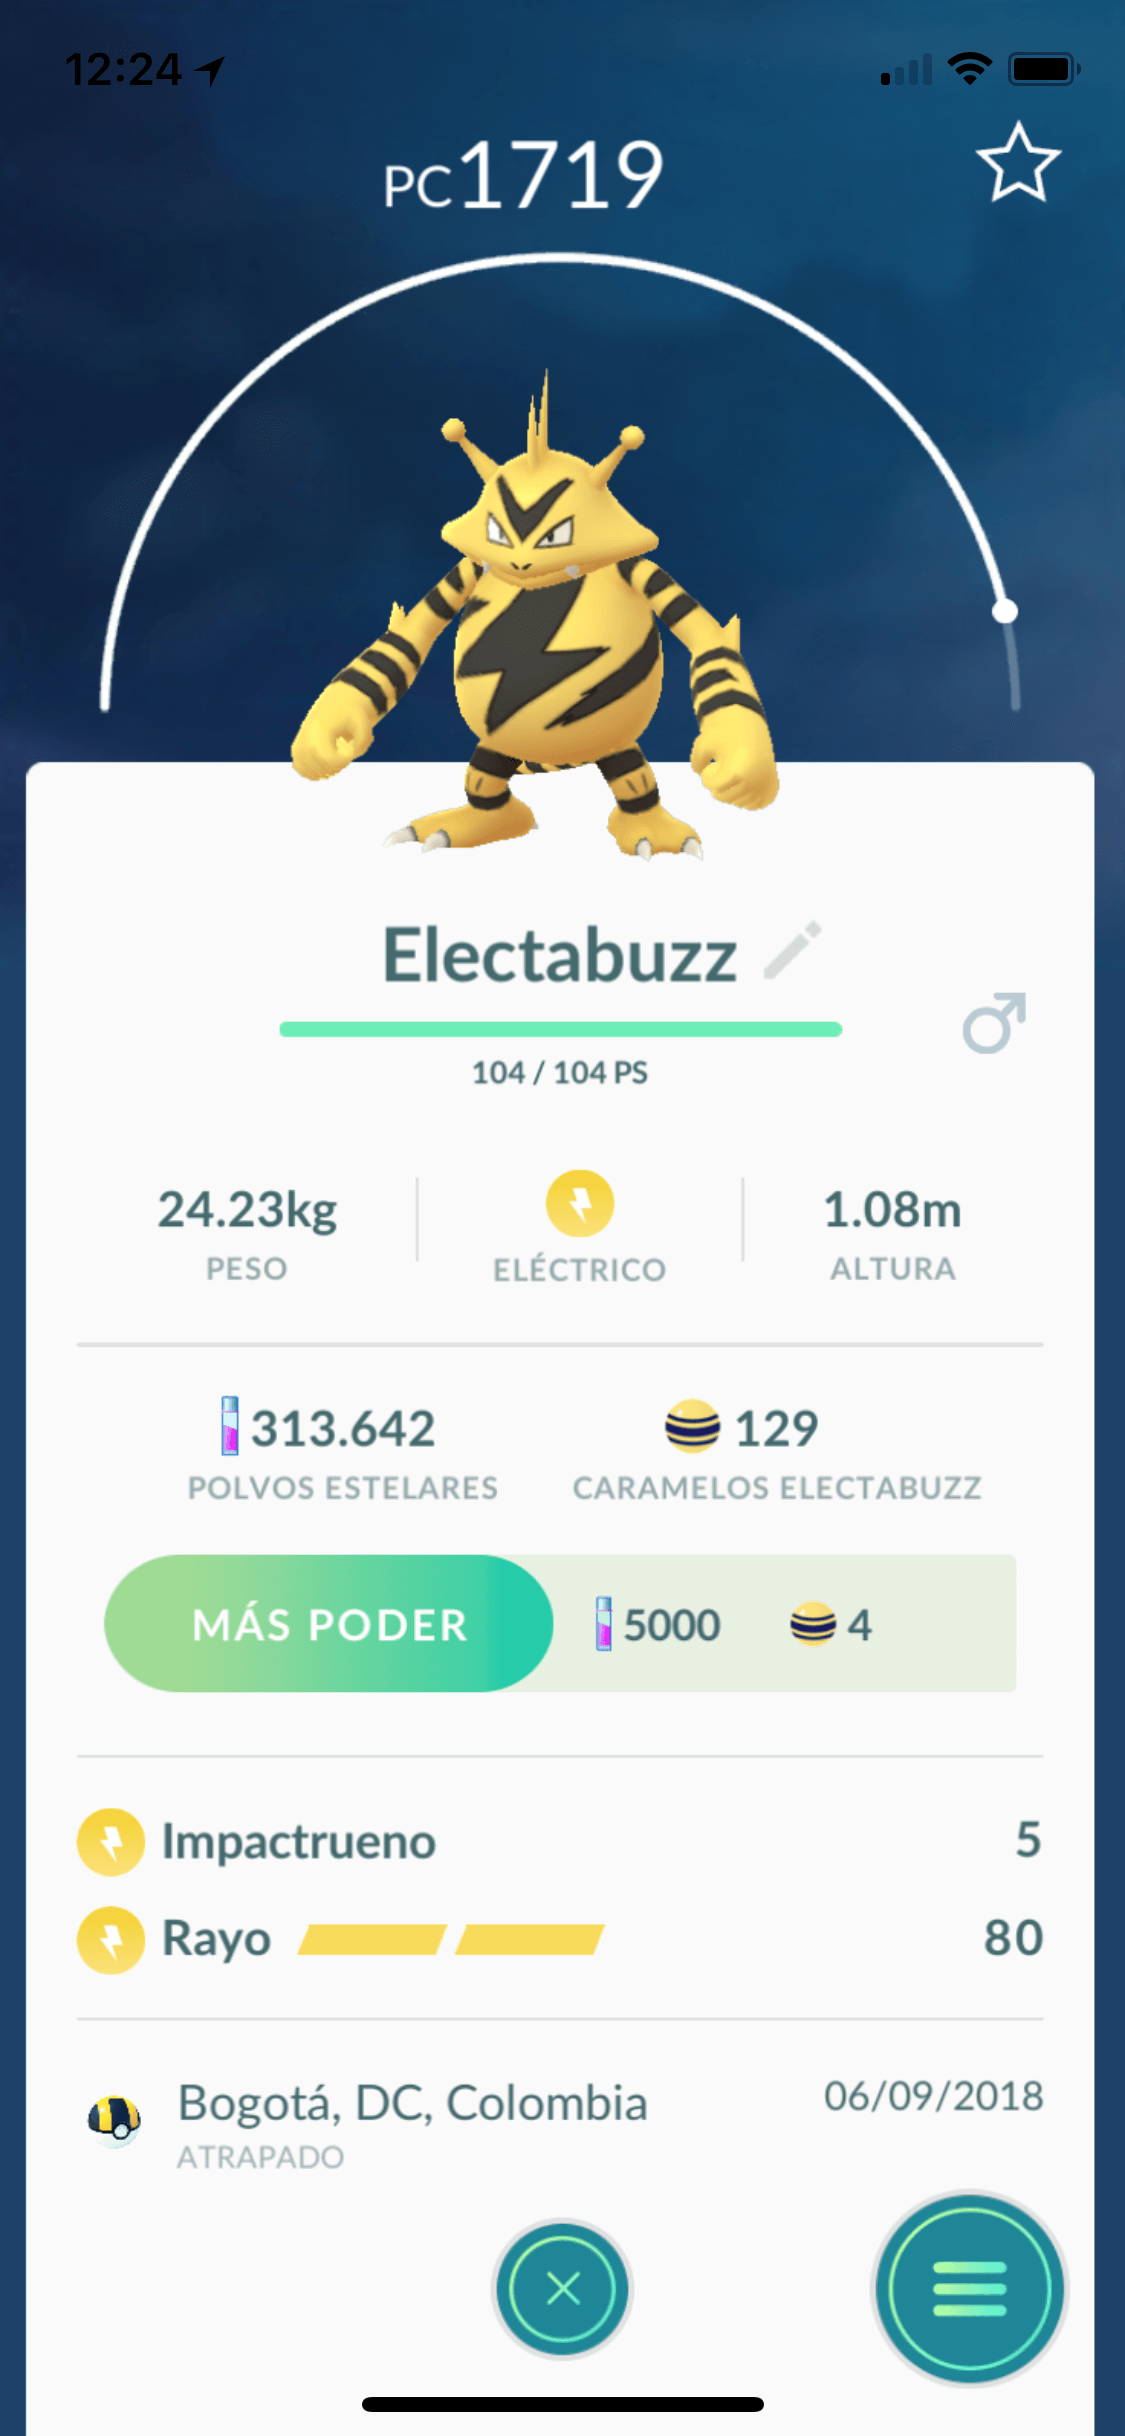 12:24
PC1719
Electabuzz
104 / 104 PS
24.23kg
PESO
ELÉCTRICO
1.08m
ALTURA
313.642
POLVOS ESTELARES
129
CARAMELOS ELECTABUZZ
MÁS PODER 5000 4
Impactrueno 5
Rayo 80
Bogotá, DC, Colombia 06/09/2018
ATRAPADO